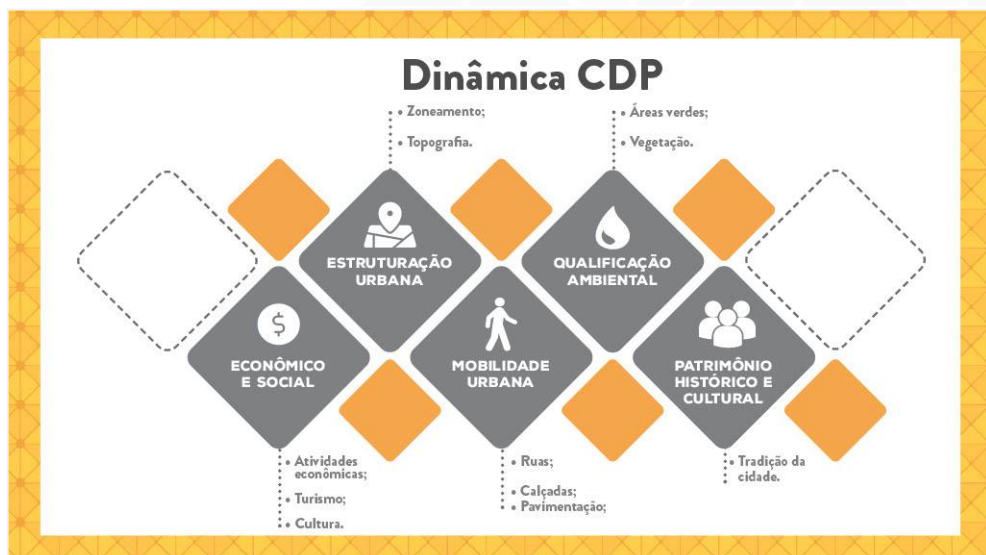 Dinâmica CDP
• Zoneamento;
• Topografia.
• Áreas verdes;
• Vegetação.
ESTRUTURAÇÃO
URBANA
QUALIFICAÇÃO
AMBIENTAL
$
ECONÔMICO
E SOCIAL
MOBILIDADE
URBANA
PATRIMÔNIO
HISTÓRICO E
CULTURAL
• Atividades
econômicas;
• Turismo;
• Cultura.
• Ruas;
• Calçadas;
• Pavimentação;
• Tradição da
cidade.